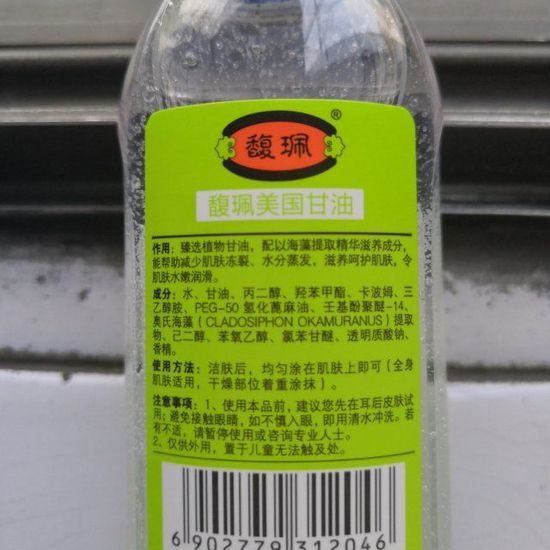 馥珮
®
馥珮美国甘油
作用：臻选植物甘油，配以海藻提取精华滋养成分，
能帮助减少肌肤冻裂、水分蒸发，滋养呵护肌肤，令
肌肤水嫩润滑。
成分：水、甘油、丙二醇、羟苯甲酯、卡波姆、三
乙醇胺、PEG-50 氢化蓖麻油、壬基酚聚醚-14、
奥氏海藻（CLADOSIPHON OKAMURANUS）提取
物、己二醇、苯氧乙醇、氯苯甘醚、透明质酸钠、
香精。
使用方法：洁肤后，均匀涂在肌肤上即可（全身
肌肤适用，干燥部位着重涂抹）。
注意事项：1、使用本品前，建议您先在耳后皮肤试
用；避免接触眼睛，如不慎入眼，即用清水冲洗。若
有不适，请暂停使用或咨询专业人士。
2、仅供外用，置于儿童无法触及处。
6 902779 312046